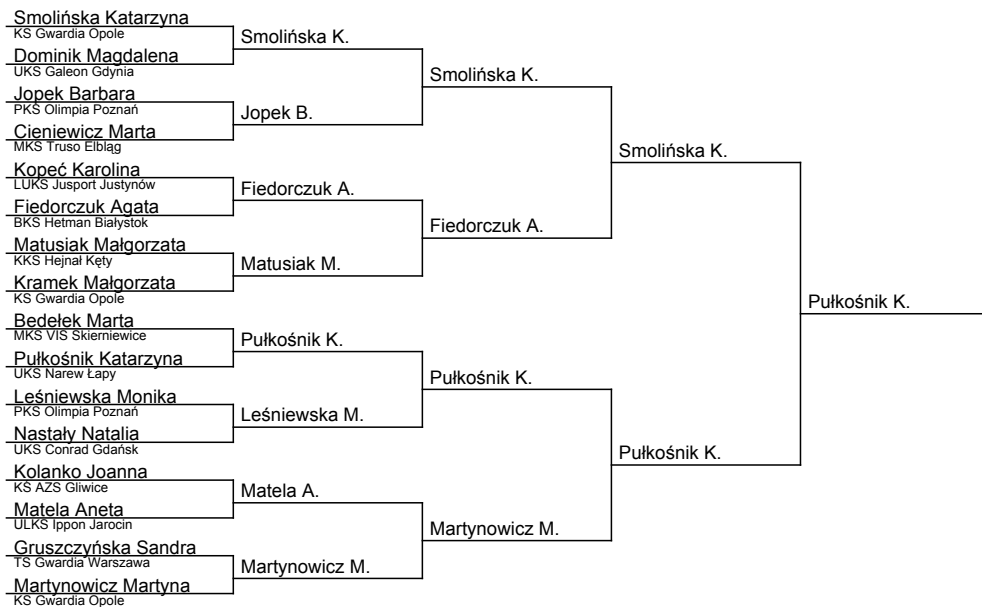 Smolińska Katarzyna
KS Gwardia Opole
Dominik Magdalena
UKS Galeon Gdynia
Jopek Barbara
PKS Olimpia Poznań
Cieniewicz Marta
MKS Truso Elbląg
Kopeć Karolina
LUKS Jusport Justynów
Fiedorczuk Agata
BKS Hetman Białystok
Matusiak Małgorzata
KKS Hejnał Kęty
Kramek Małgorzata
KS Gwardia Opole
Bedełek Marta
MKS VIS Skierniewice
Pułkośnik Katarzyna
UKS Narew Łapy
Leśniewska Monika
PKS Olimpia Poznań
Nastały Natalia
UKS Conrad Gdańsk
Kolanko Joanna
KŚ AZS Gliwice
Matela Aneta
ULKS Ippon Jarocin
Gruszczyńska Sandra
TS Gwardia Warszawa
Martynowicz Martyna
KS Gwardia Opole
Smolińska K.
Jopek B.
Fiedorczuk A.
Matusiak M.
Pułkośnik K.
Leśniewska M.
Matela A.
Martynowicz M.
Smolińska K.
Fiedorczuk A.
Pułkośnik K.
Martynowicz M.
Smolińska K.
Pułkośnik K.
Pułkośnik K.